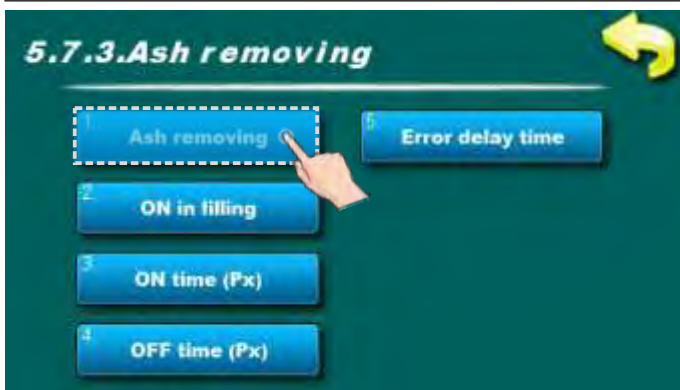 5.7.3.Ash removing
1
Ash removing
2
ON in filling
3
ON time (Px)
4
OFF time (Px)
5
Error delay time